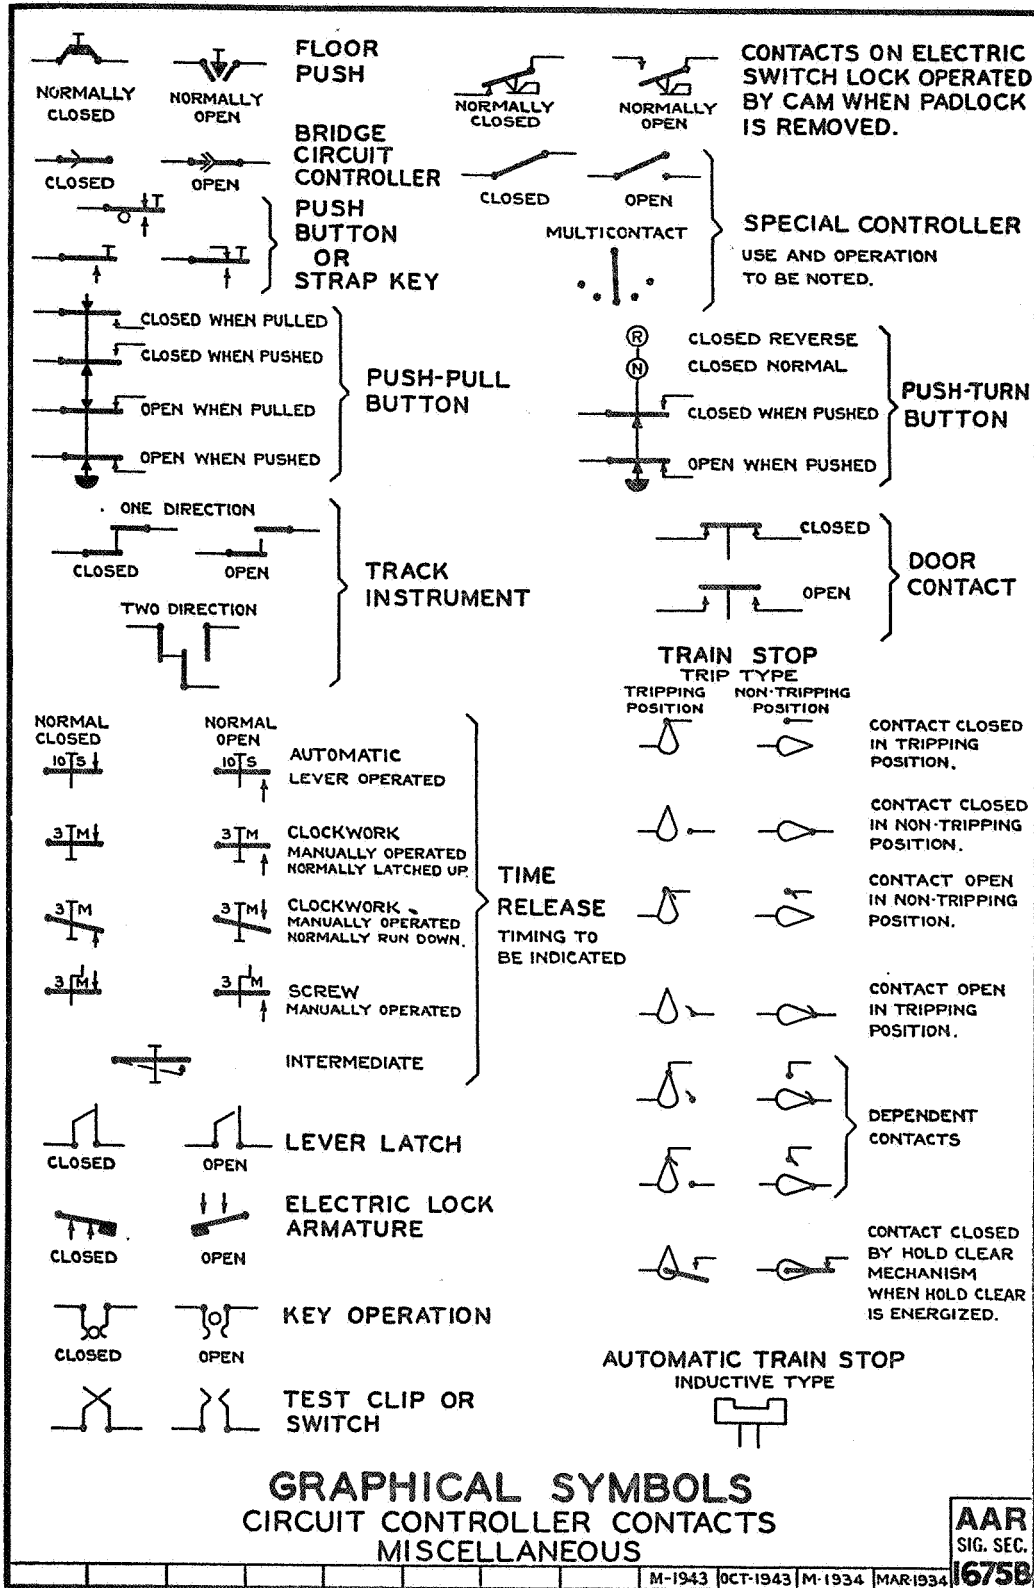 FLOOR
PUSH
NORMALLY
CLOSED
NORMALLY
OPEN
BRIDGE
CIRCUIT
CONTROLLER
CLOSED
OPEN
PUSH
BUTTON
OR
STRAP KEY
CLOSED WHEN PULLED
CLOSED WHEN PUSHED
OPEN WHEN PULLED
OPEN WHEN PUSHED
PUSH-PULL
BUTTON
ONE DIRECTION
CLOSED
OPEN
TWO DIRECTION
TRACK
INSTRUMENT
NORMAL
CLOSED
NORMAL
OPEN
10 S
10 S
AUTOMATIC
LEVER OPERATED
3 M
3 M
CLOCKWORK
MANUALLY OPERATED
NORMALLY LATCHED UP.
3 M
3 M
CLOCKWORK
MANUALLY OPERATED
NORMALLY RUN DOWN.
3 M
3 M
SCREW
MANUALLY OPERATED
INTERMEDIATE
TIME
RELEASE
TIMING TO
BE INDICATED
LEVER LATCH
CLOSED
OPEN
ELECTRIC LOCK
ARMATURE
CLOSED
OPEN
KEY OPERATION
CLOSED
OPEN
TEST CLIP OR
SWITCH
CONTACTS ON ELECTRIC
SWITCH LOCK OPERATED
BY CAM WHEN PADLOCK
IS REMOVED.
NORMALLY
CLOSED
NORMALLY
OPEN
CLOSED
OPEN
MULTICONTACT
SPECIAL CONTROLLER
USE AND OPERATION
TO BE NOTED.
R
CLOSED REVERSE
N
CLOSED NORMAL
CLOSED WHEN PUSHED
OPEN WHEN PUSHED
PUSH-TURN
BUTTON
CLOSED
OPEN
DOOR
CONTACT
TRAIN STOP
TRIP TYPE
TRIPPING
POSITION
NON-TRIPPING
POSITION
CONTACT CLOSED
IN TRIPPING
POSITION.
CONTACT CLOSED
IN NON-TRIPPING
POSITION.
CONTACT OPEN
IN NON-TRIPPING
POSITION.
CONTACT OPEN
IN TRIPPING
POSITION.
DEPENDENT
CONTACTS
CONTACT CLOSED
BY HOLD CLEAR
MECHANISM
WHEN HOLD CLEAR
IS ENERGIZED.
AUTOMATIC TRAIN STOP
INDUCTIVE TYPE
GRAPHICAL SYMBOLS
CIRCUIT CONTROLLER CONTACTS
MISCELLANEOUS
M-1943 OCT-1943 M-1934 MAR-1934
AAR
SIG. SEC.
1675B